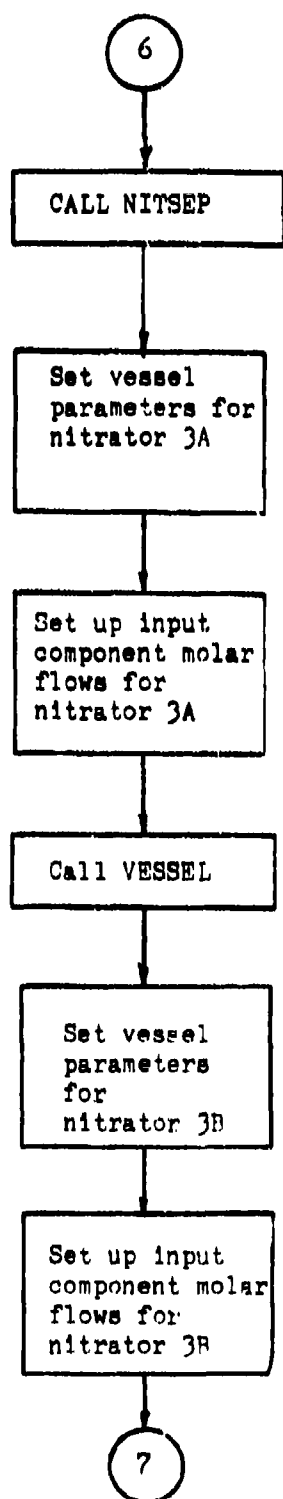 6
CALL NITSEP
Set vessel
parameters for
nitrator 3A
Set up input
component molar
flows for
nitrator 3A
Call VESSEL
Set vessel
parameters
for
nitrator 3B
Set up input
component molar
flows for
nitrator 3B
7